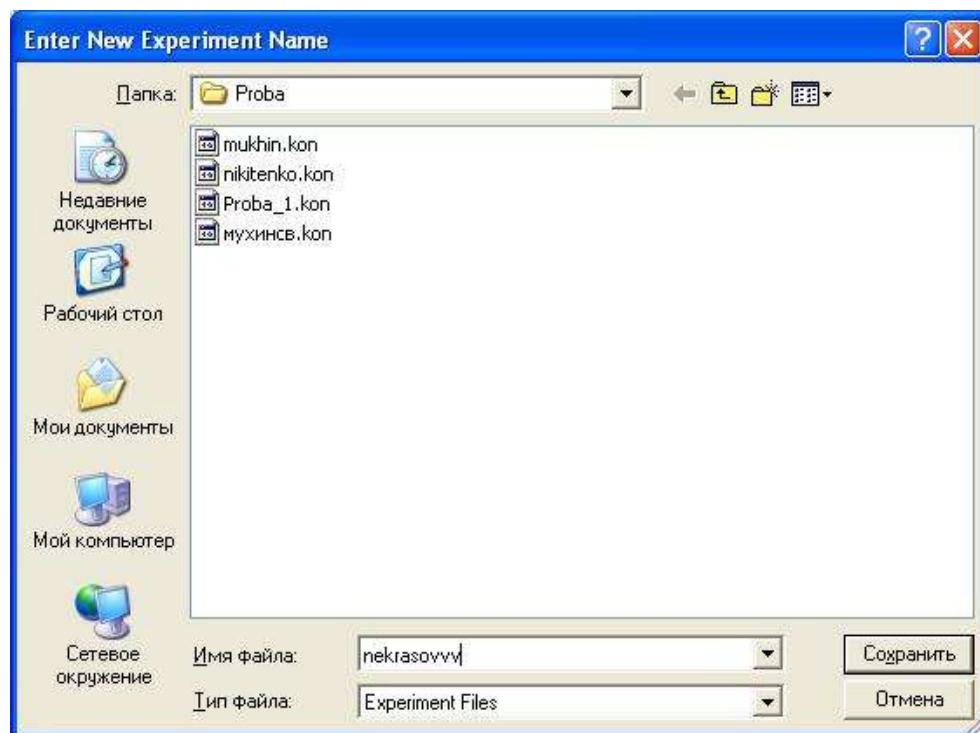 Enter New Experiment Name
Папка:
Proba
mukhin.kon
nikitenko.kon
Proba_1.kon
мухинсв.kon
Недавние
документы
Рабочий стол
Мои документы
Мой компьютер
Сетевое
окружение
Имя файла:
nekrasovvv
Сохранить
Тип файла:
Experiment Files
Отмена